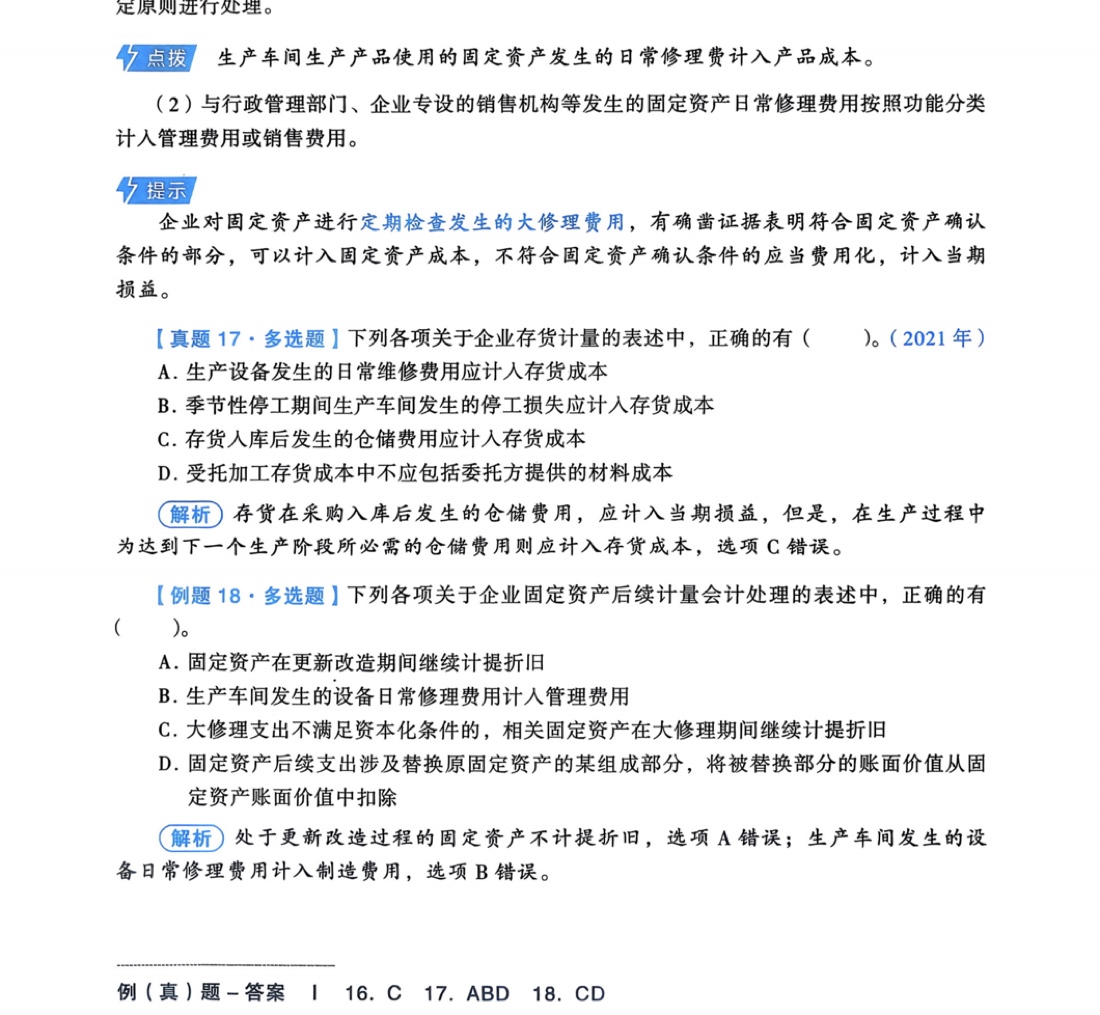 定原则进行处理。
点拨 生产车间生产产品使用的固定资产发生的日常修理费计入产品成本。
（2）与行政管理部门、企业专设的销售机构等发生的固定资产日常修理费用按照功能分类
计入管理费用或销售费用。
提示
企业对固定资产进行定期检查发生的大修理费用，有确凿证据表明符合固定资产确认
条件的部分，可以计入固定资产成本，不符合固定资产确认条件的应当费用化，计入当期
损益。
【真题 17·多选题】下列各项关于企业存货计量的表述中，正确的有（ ）。（2021 年）
A. 生产设备发生的日常维修费用应计入存货成本
B. 季节性停工期间生产车间发生的停工损失应计入存货成本
C. 存货入库后发生的仓储费用应计入存货成本
D. 受托加工存货成本中不应包括委托方提供的材料成本
解析 存货在采购入库后发生的仓储费用，应计入当期损益，但是，在生产过程中
为达到下一个生产阶段所必需的仓储费用则应计入存货成本，选项 C 错误。
【例题 18·多选题】下列各项关于企业固定资产后续计量会计处理的表述中，正确的有
（ ）。
A. 固定资产在更新改造期间继续计提折旧
B. 生产车间发生的设备日常修理费用计入管理费用
C. 大修理支出不满足资本化条件的，相关固定资产在大修理期间继续计提折旧
D. 固定资产后续支出涉及替换原固定资产的某组成部分，将被替换部分的账面价值从固
定资产账面价值中扣除
解析 处于更新改造过程的固定资产不计提折旧，选项 A 错误；生产车间发生的设
备日常修理费用计入制造费用，选项 B 错误。
例（真）题－答案 | 16. C 17. ABD 18. CD